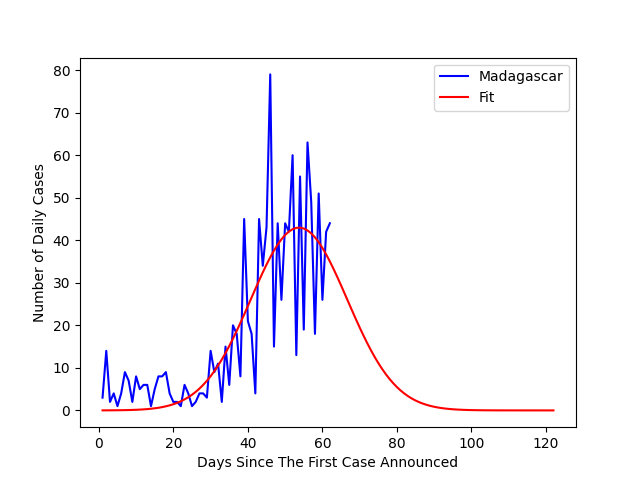 Madagascar
Fit
80
70
60
50
40
30
20
10
0
Number of Daily Cases
0 20 40 60 80 100 120
Days Since The First Case Announced